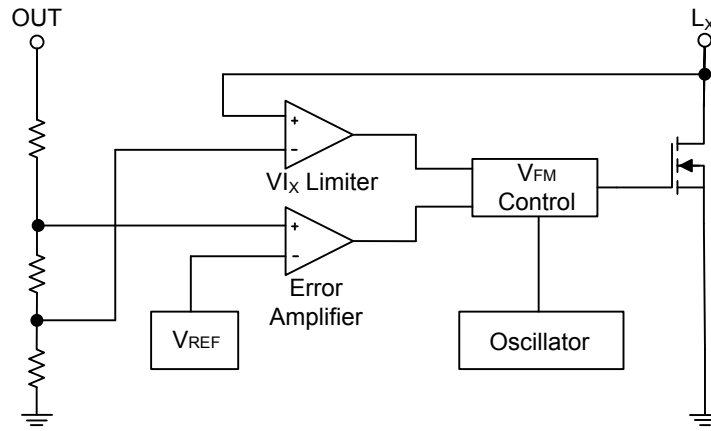 OUT
LX
+
-
VIX Limiter
VFM
Control
+
-
Error
Amplifier
VREF
Oscillator